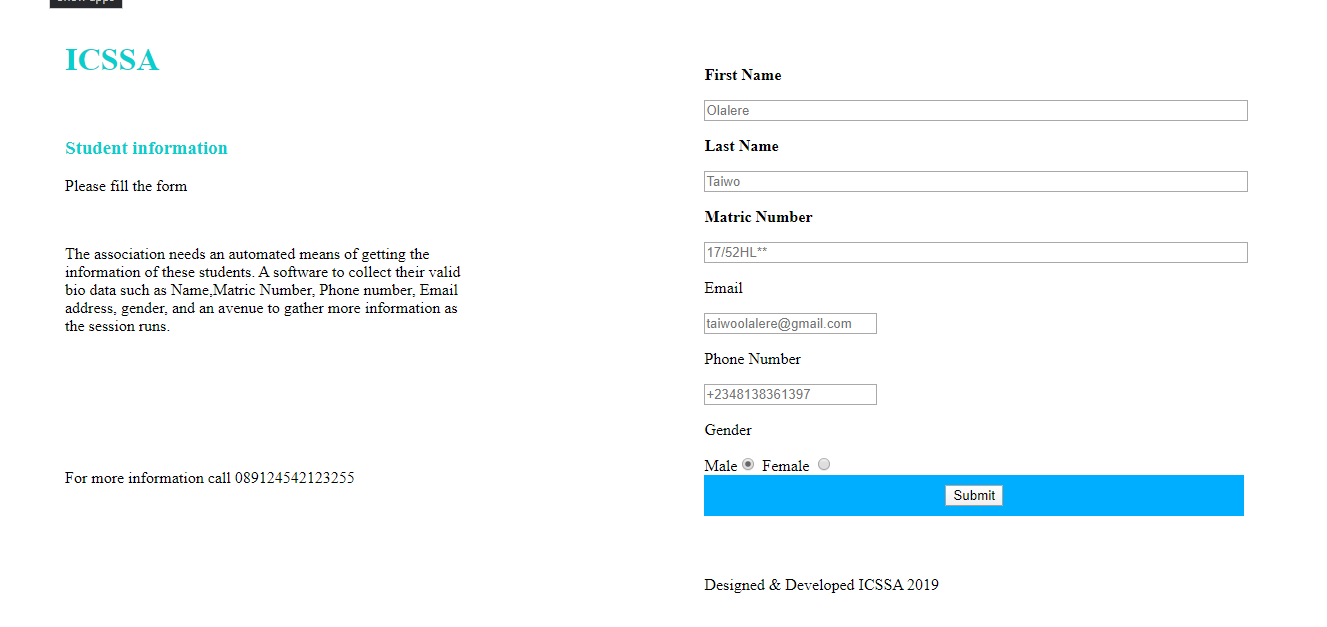 ICSSA
Student information
Please fill the form
The association needs an automated means of getting the
information of these students. A software to collect their valid
bio data such as Name,Matric Number, Phone number, Email
address, gender, and an avenue to gather more information as
the session runs.
For more information call 089124542123255
First Name
Olalere
Last Name
Taiwo
Matric Number
17/52HL**
Email
taiwoolalere@gmail.com
Phone Number
+2348138361397
Gender
Male Female
Submit
Designed & Developed ICSSA 2019